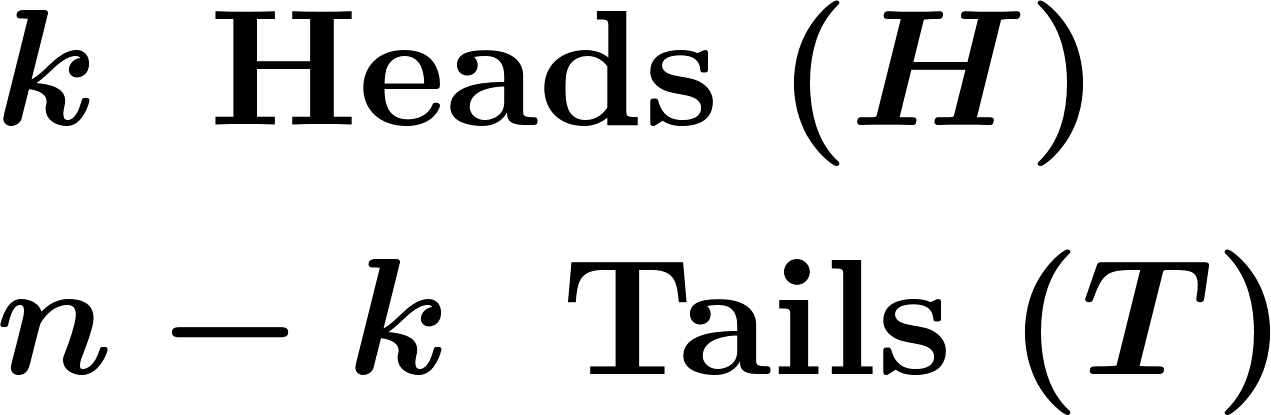 k Heads (H)
n − k Tails (T)